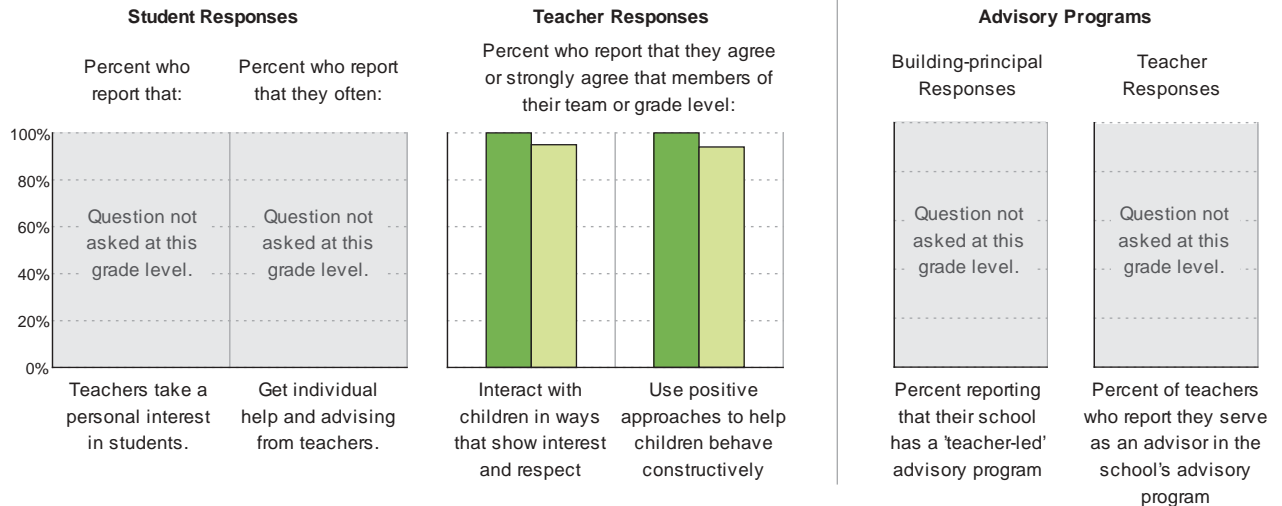 Student Responses
Percent who
report that:
Percent who report
that they often:
100%
80%
60%
40%
20%
0%
Question not
asked at this
grade level.
Question not
asked at this
grade level.
Teachers take a
personal interest
in students.
Get individual
help and advising
from teachers.
Teacher Responses
Percent who report that they agree
or strongly agree that members of
their team or grade level:
Interact with
children in ways
that show interest
and respect
Use positive
approaches to help
children behave
constructively
Advisory Programs
Building-principal
Responses
Question not
asked at this
grade level.
Percent reporting
that their school
has a 'teacher-led'
advisory program
Teacher
Responses
Question not
asked at this
grade level.
Percent of teachers
who report they serve
as an advisor in the
school's advisory
program